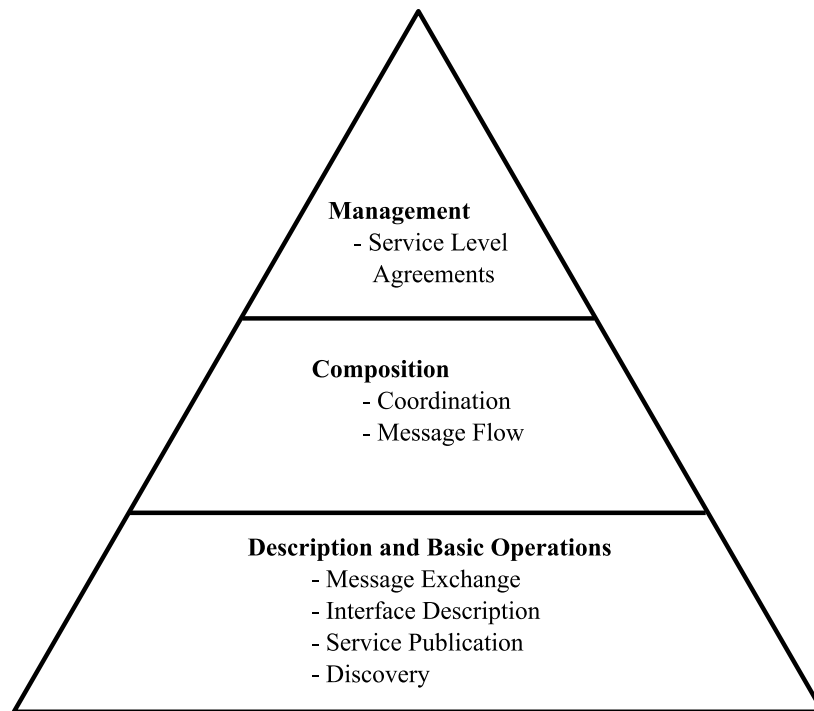 Management
- Service Level
Agreements
Composition
- Coordination
- Message Flow
Description and Basic Operations
- Message Exchange
- Interface Description
- Service Publication
- Discovery